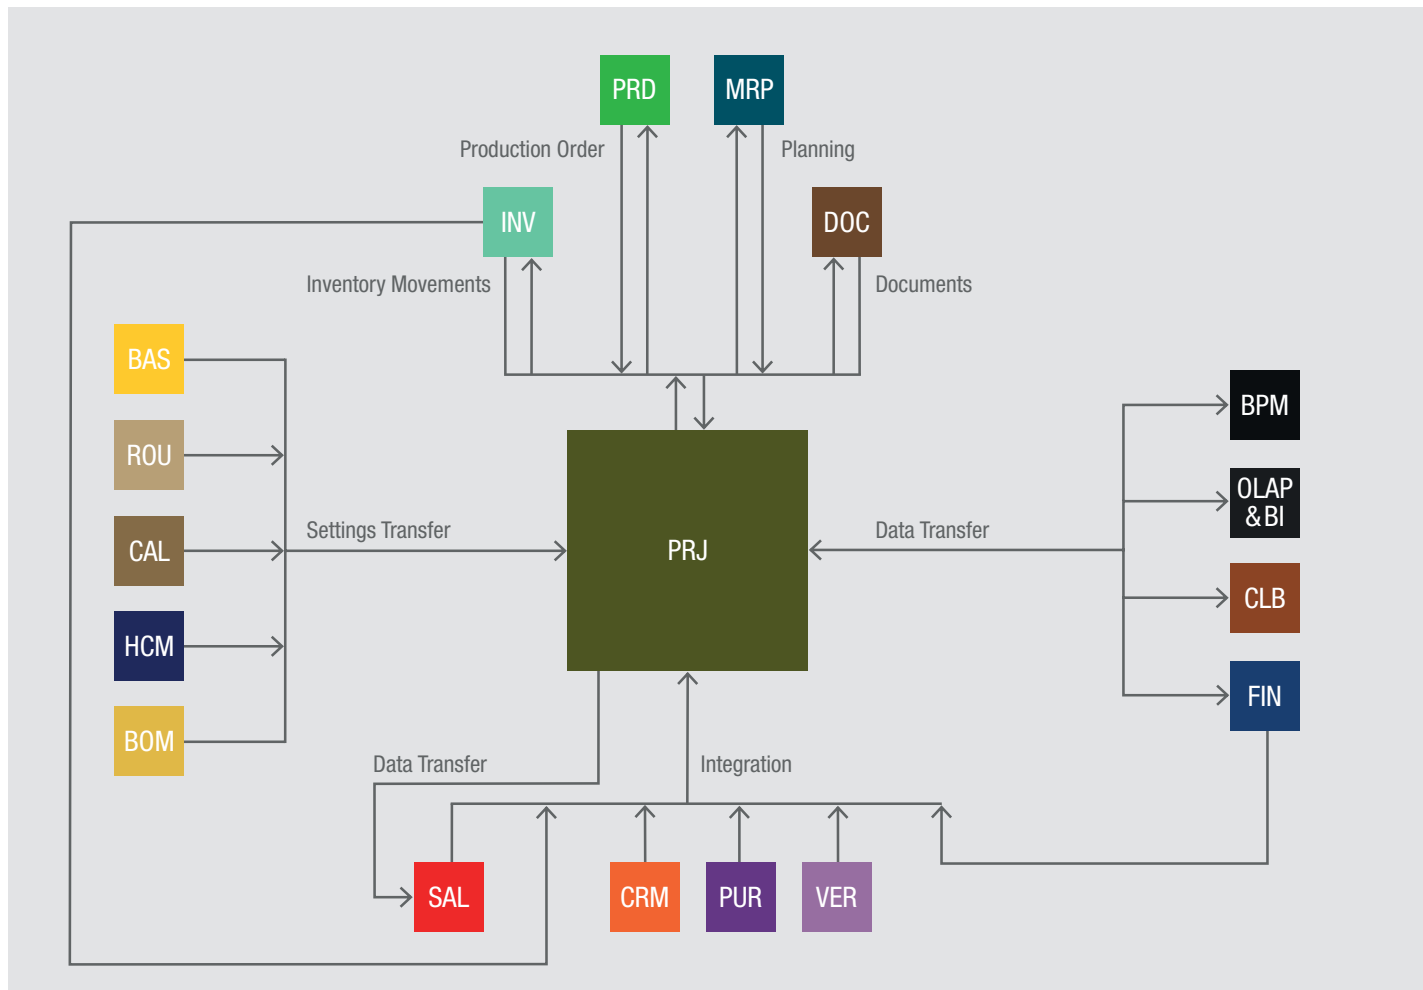 PRD
MRP
Production Order
Planning
INV
DOC
Inventory Movements
Documents
BAS
BPM
ROU
OLAP
& BI
CAL
Settings Transfer
PRJ
Data Transfer
CLB
HCM
FIN
BOM
Data Transfer
Integration
SAL
CRM
PUR
VER